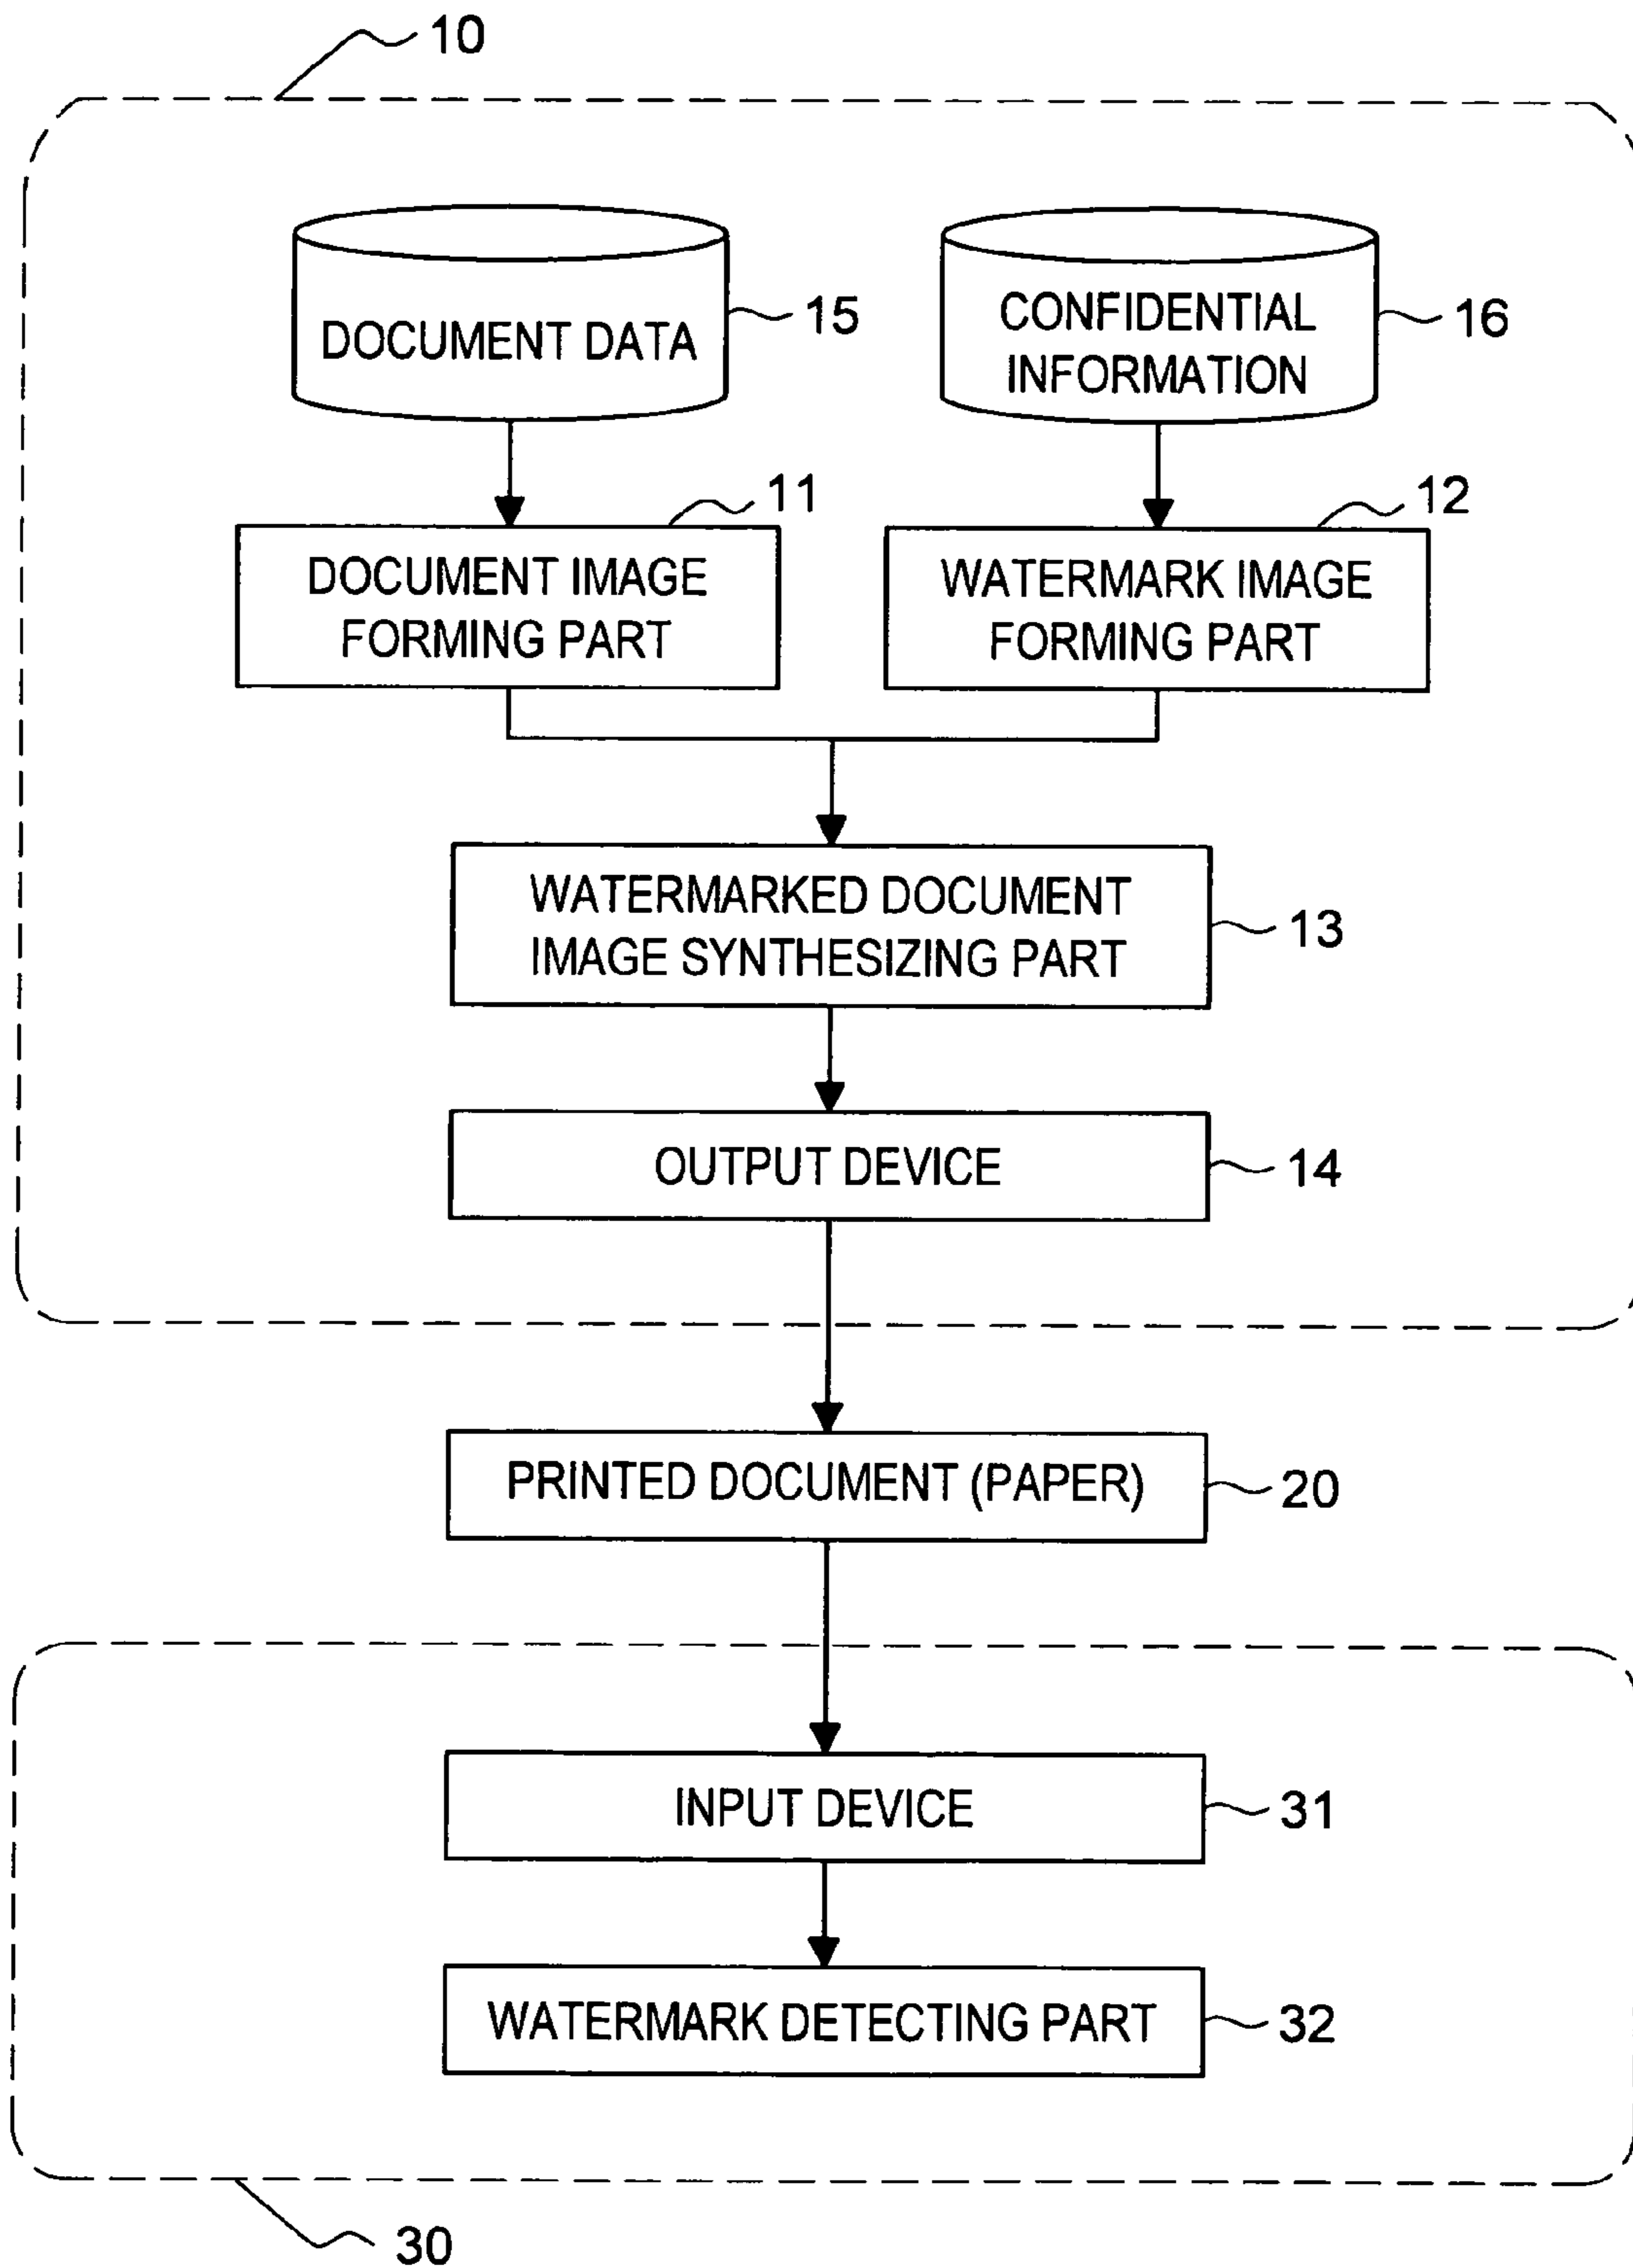 10
DOCUMENT DATA
15
CONFIDENTIAL
INFORMATION
16
11
DOCUMENT IMAGE
FORMING PART
12
WATERMARK IMAGE
FORMING PART
WATERMARKED DOCUMENT
IMAGE SYNTHESIZING PART
13
OUTPUT DEVICE
14
PRINTED DOCUMENT (PAPER)
20
INPUT DEVICE
31
WATERMARK DETECTING PART
32
30